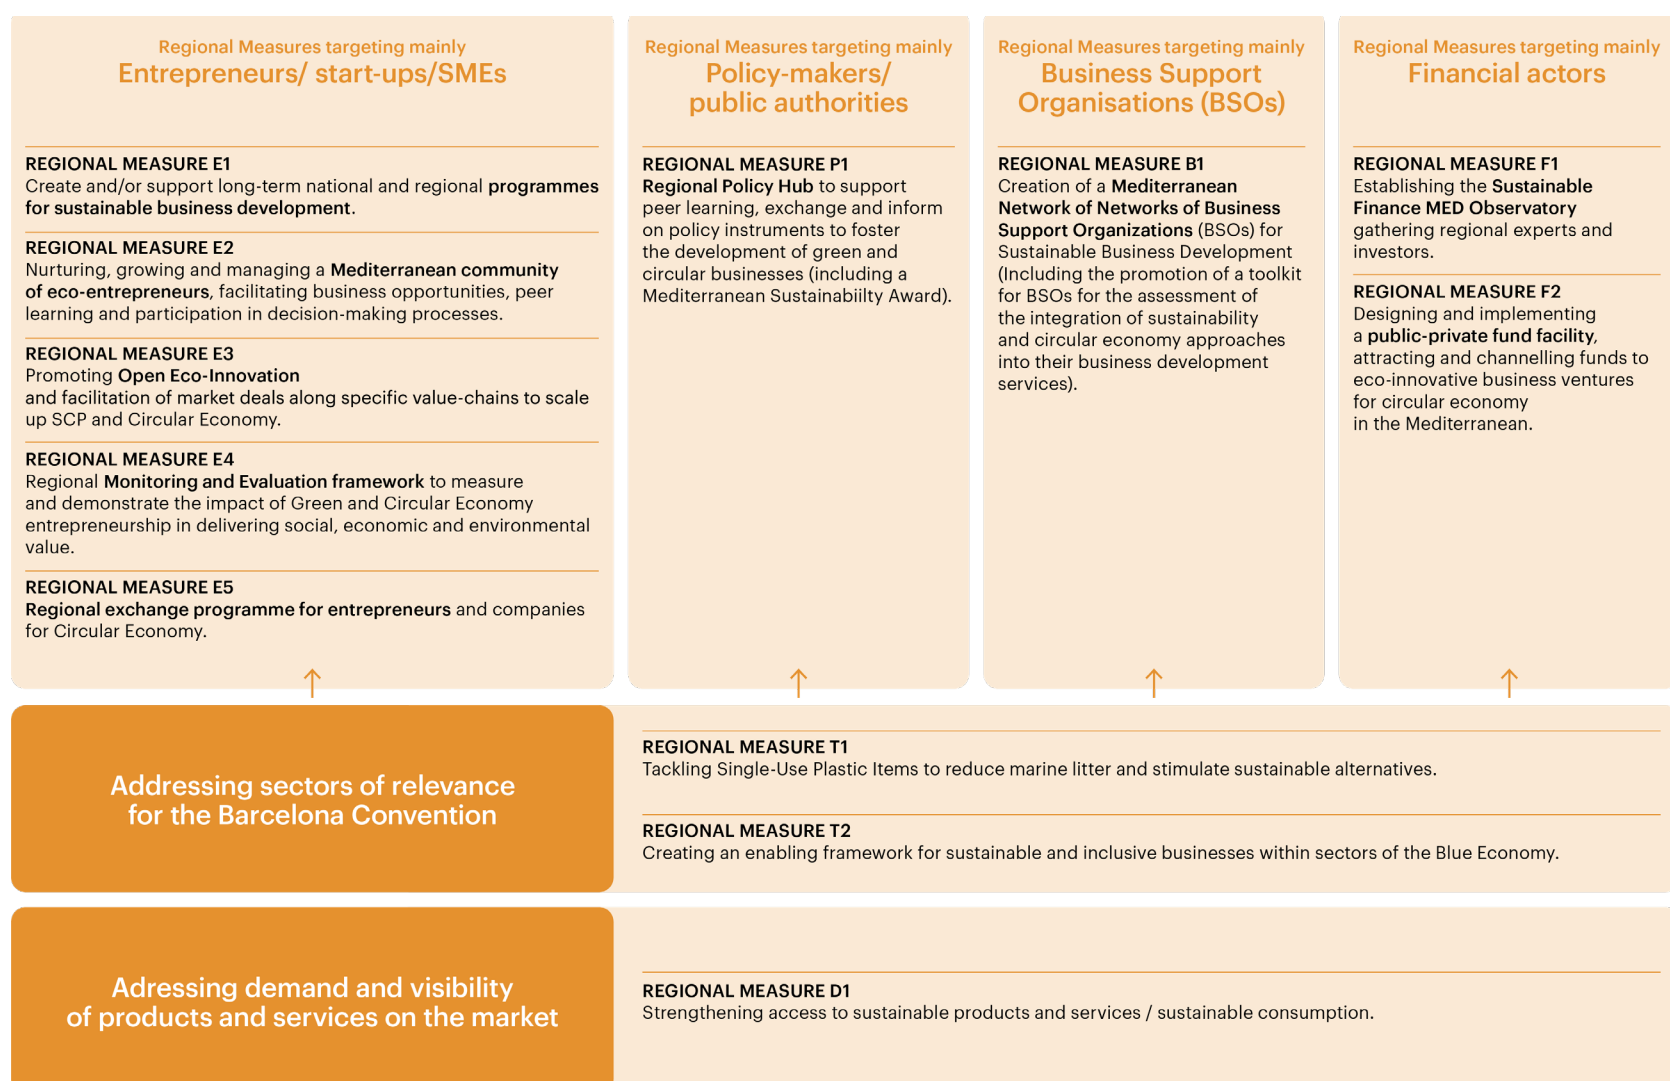 Regional Measures targeting mainly
Entrepreneurs/ start-ups/SMEs
REGIONAL MEASURE E1
Create and/or support long-term national and regional programmes
for sustainable business development.
REGIONAL MEASURE E2
Nurturing, growing and managing a Mediterranean community
of eco-entrepreneurs, facilitating business opportunities, peer
learning and participation in decision-making processes.
REGIONAL MEASURE E3
Promoting Open Eco-Innovation
and facilitation of market deals along specific value-chains to scale
up SCP and Circular Economy.
REGIONAL MEASURE E4
Regional Monitoring and Evaluation framework to measure
and demonstrate the impact of Green and Circular Economy
entrepreneurship in delivering social, economic and environmental
value.
REGIONAL MEASURE E5
Regional exchange programme for entrepreneurs and companies
for Circular Economy.
Regional Measures targeting mainly
Policy-makers/
public authorities
REGIONAL MEASURE P1
Regional Policy Hub to support
peer learning, exchange and inform
on policy instruments to foster
the development of green and
circular businesses (including a
Mediterranean Sustainabiilty Award).
Regional Measures targeting mainly
Business Support
Organisations (BSOs)
REGIONAL MEASURE B1
Creation of a Mediterranean
Network of Networks of Business
Support Organizations (BSOs) for
Sustainable Business Development
(Including the promotion of a toolkit
for BSOs for the assessment of
the integration of sustainability
and circular economy approaches
into their business development
services).
Regional Measures targeting mainly
Financial actors
REGIONAL MEASURE F1
Establishing the Sustainable
Finance MED Observatory
gathering regional experts and
investors.
REGIONAL MEASURE F2
Designing and implementing
a public-private fund facility,
attracting and channelling funds to
eco-innovative business ventures
for circular economy
in the Mediterranean.
Addressing sectors of relevance
for the Barcelona Convention
REGIONAL MEASURE T1
Tackling Single-Use Plastic Items to reduce marine litter and stimulate sustainable alternatives.
REGIONAL MEASURE T2
Creating an enabling framework for sustainable and inclusive businesses within sectors of the Blue Economy.
Adressing demand and visibility
of products and services on the market
REGIONAL MEASURE D1
Strengthening access to sustainable products and services / sustainable consumption.